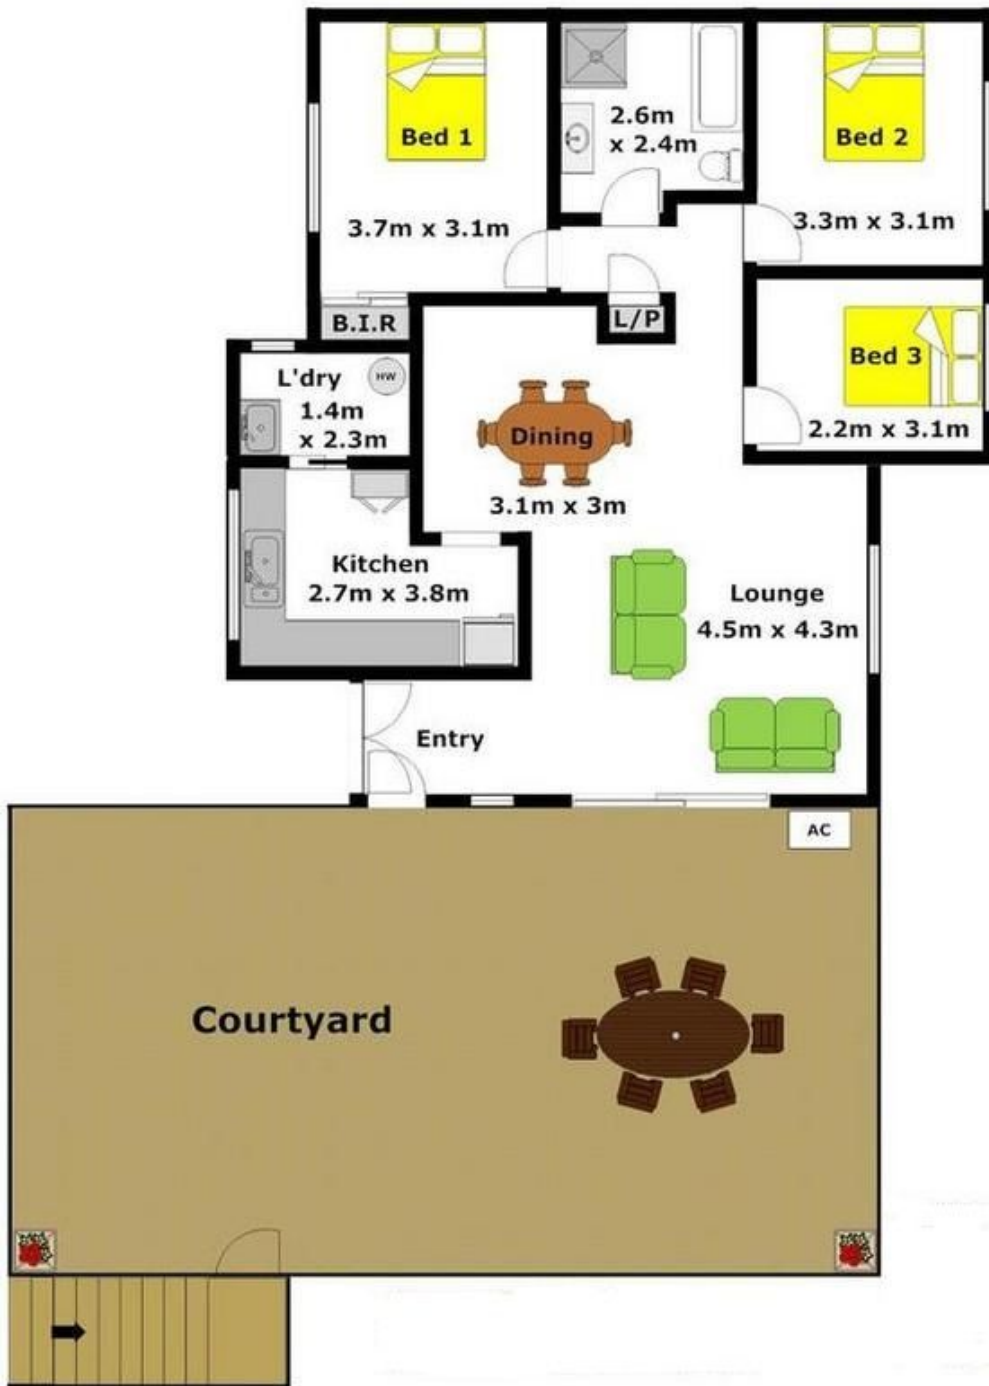 Bed 1
3.7m x 3.1m
2.6m
x 2.4m
Bed 2
3.3m x 3.1m
B.I.R
L/P
L'dry
HW
1.4m
x 2.3m
Bed 3
2.2m x 3.1m
Dining
3.1m x 3m
Kitchen
2.7m x 3.8m
Lounge
4.5m x 4.3m
Entry
AC
Courtyard